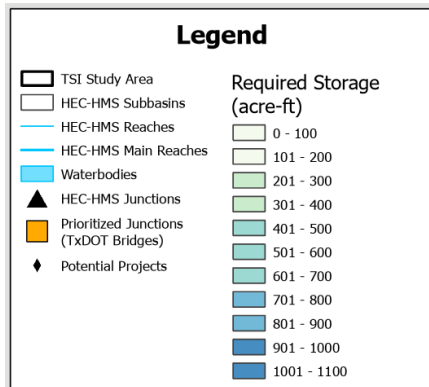 Legend
TSI Study Area
HEC-HMS Subbasins
HEC-HMS Reaches
HEC-HMS Main Reaches
Waterbodies
HEC-HMS Junctions
Prioritized Junctions
(TxDOT Bridges)
Potential Projects
Required Storage
(acre-ft)
0 - 100
101 - 200
201 - 300
301 - 400
401 - 500
501 - 600
601 - 700
701 - 800
801 - 900
901 - 1000
1001 - 1100